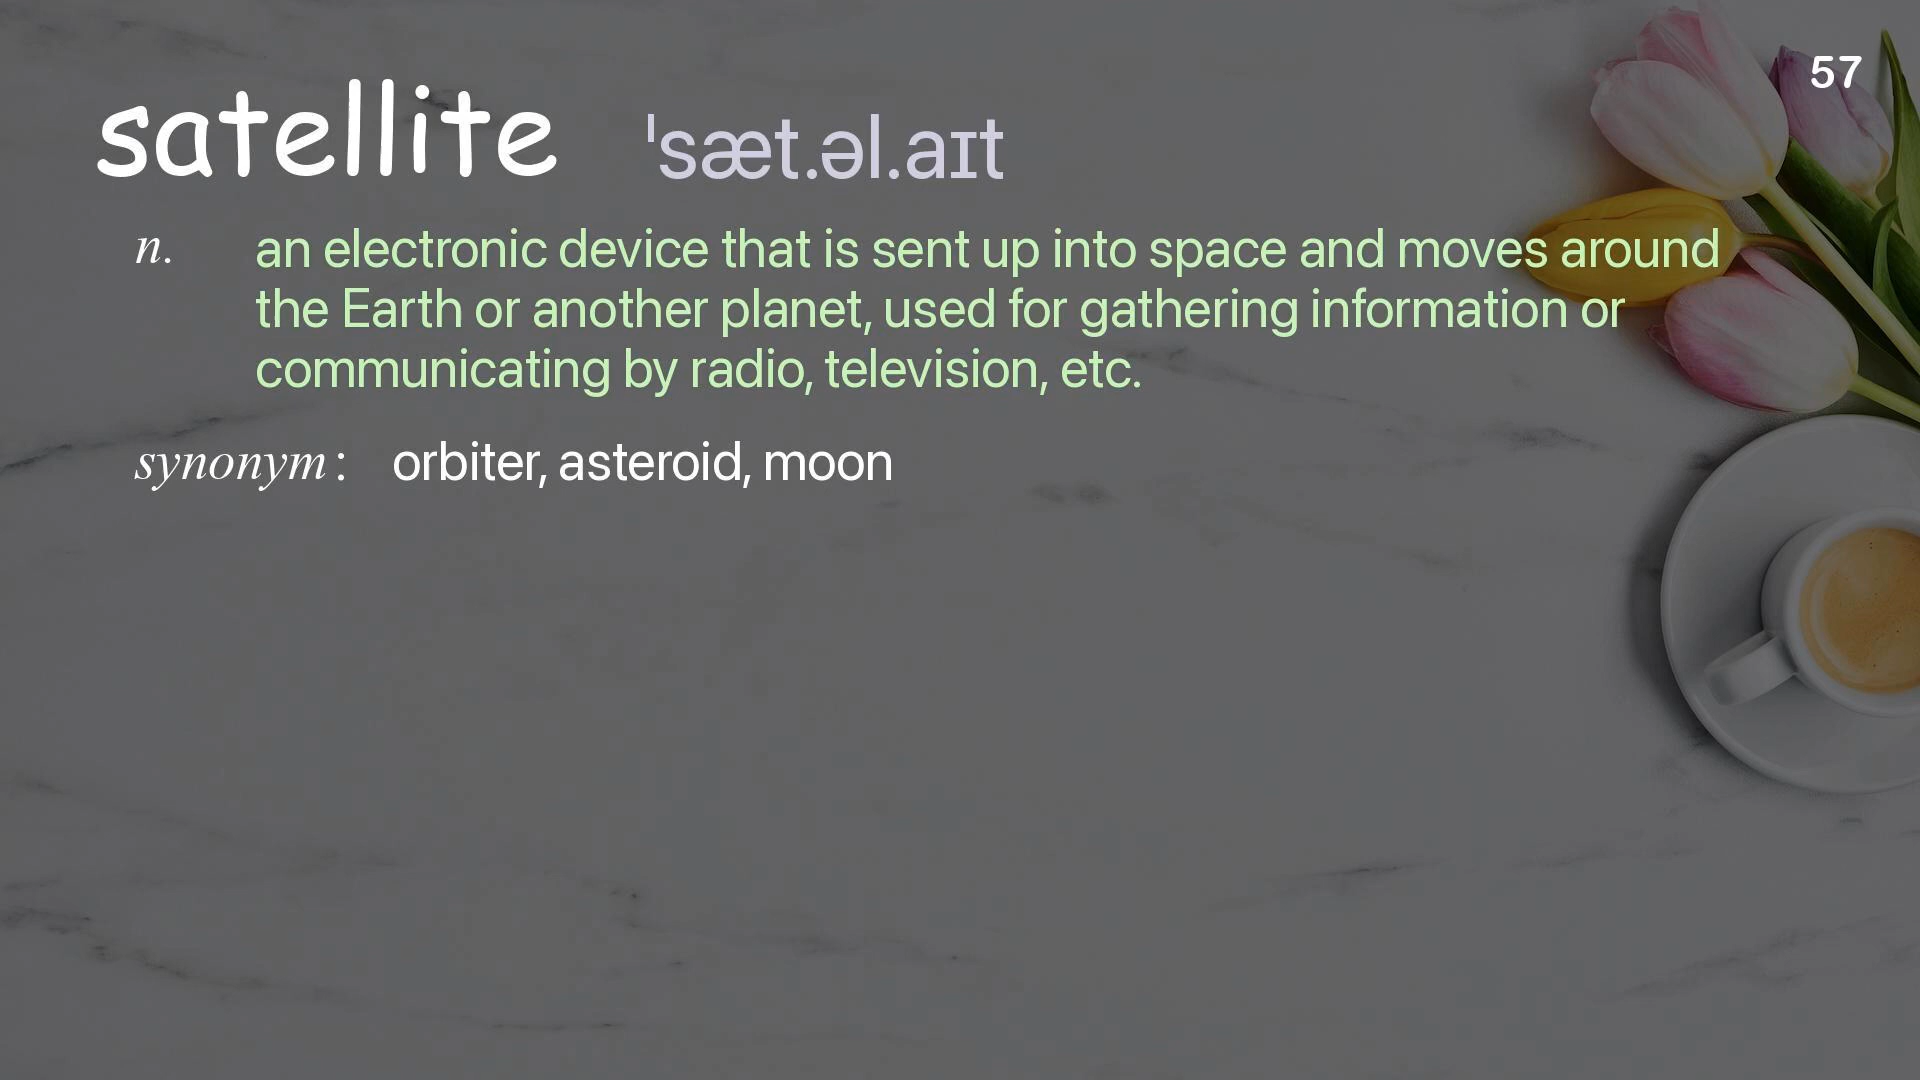 57
satellite ˈsæt.əl.aɪt
n. an electronic device that is sent up into space and moves around
the Earth or another planet, used for gathering information or
communicating by radio, television, etc.
synonym: orbiter, asteroid, moon